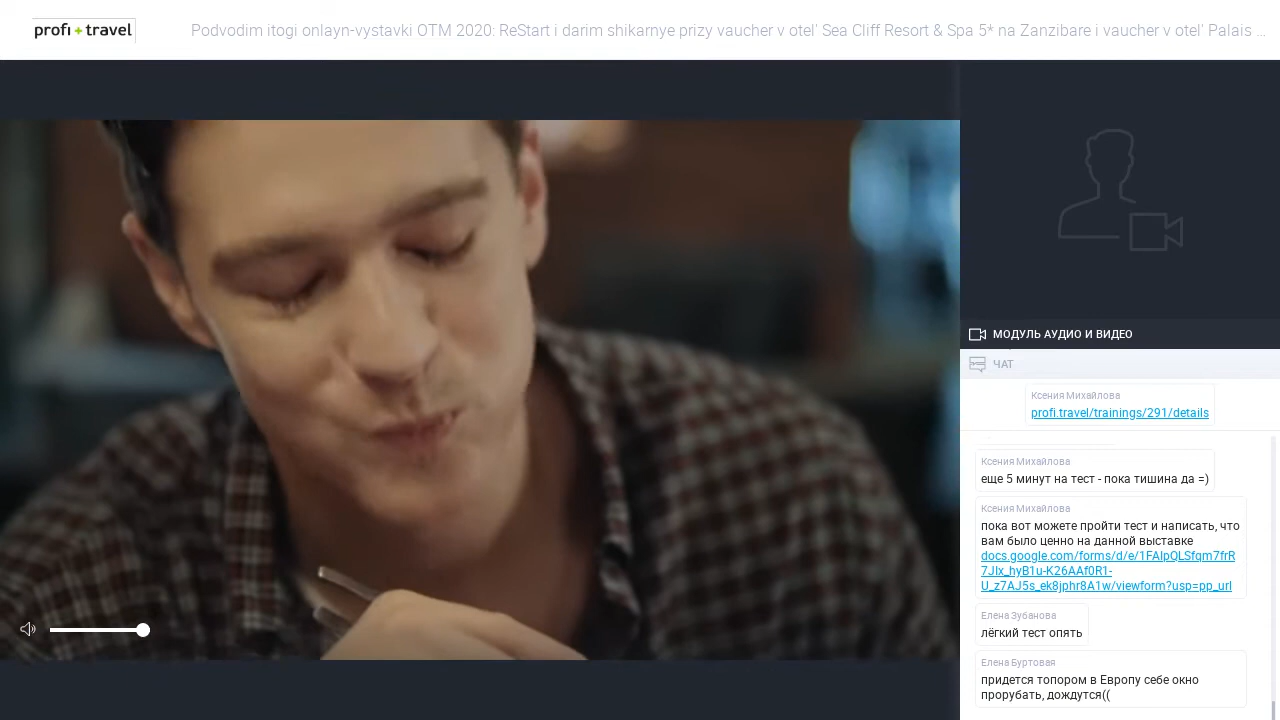 profi + travel
Podvodim itogi onlayn-vystavki OTM 2020: ReStart i darim shikarnye prizy vaucher v otel' Sea Cliff Resort & Spa 5* na Zanzibare i vaucher v otel' Palais ...
МОДУЛЬ АУДИО И ВИДЕО
ЧАТ
Ксения Михайлова
profi.travel/trainings/291/details
Ксения Михайлова
еще 5 минут на тест - пока тишина да =)
Ксения Михайлова
пока вот можете пройти тест и написать, что
вам было ценно на данной выставке
docs.google.com/forms/d/e/1FAIpQLSfqm7frR
7JIx_hyB1u-K26AAf0R1-
U_z7AJ5s_ek8jphr8A1w/viewform?usp=pp_url
Елена Зубанова
лёгкий тест опять
Елена Буртовая
придется топором в Европу себе окно
прорубать, дождутся((